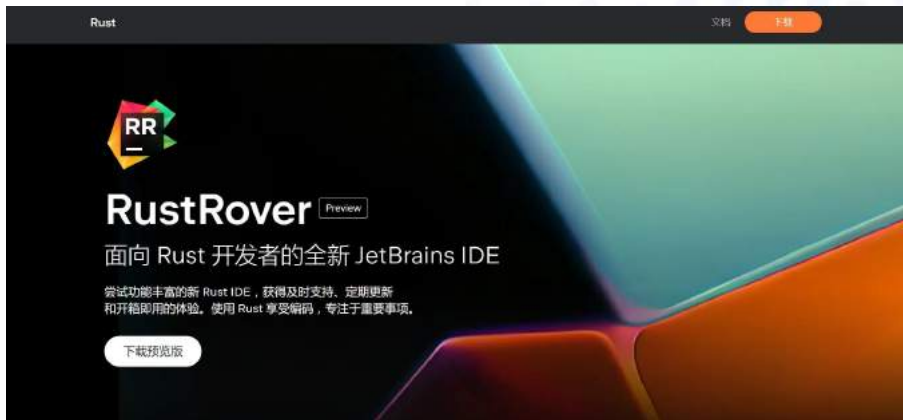 Rust
文档
下载
RR
RustRover Preview
面向 Rust 开发者的全新 JetBrains IDE
尝试功能丰富的新 Rust IDE，获得及时支持、定期更新
和开箱即用的体验。使用 Rust 享受编码，专注于重要事项。
下载预览版